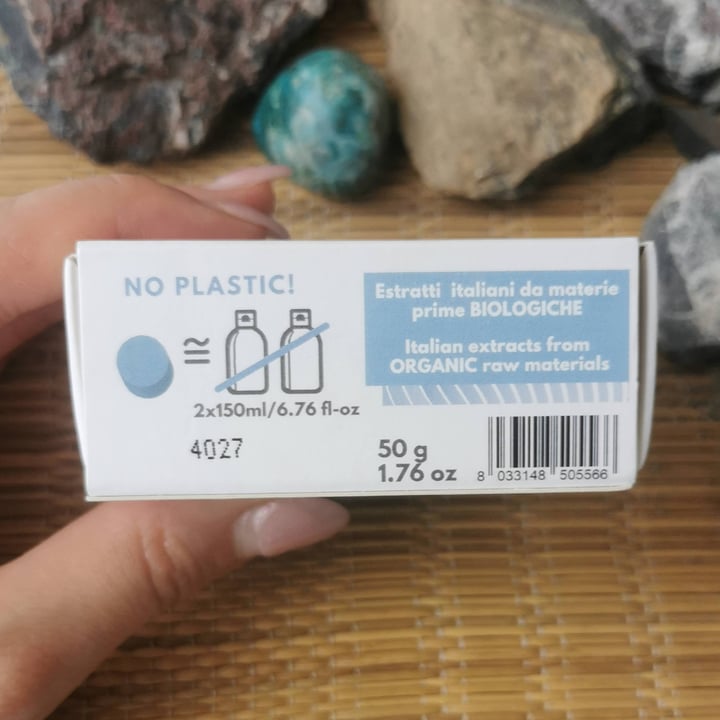 NO PLASTIC!
≅
2x150ml/6.76 fl-oz
4027
Estratti italiani da materie
prime BIOLOGICHE
Italian extracts from
ORGANIC raw materials
50 g
1.76 oz
8 033148 505566